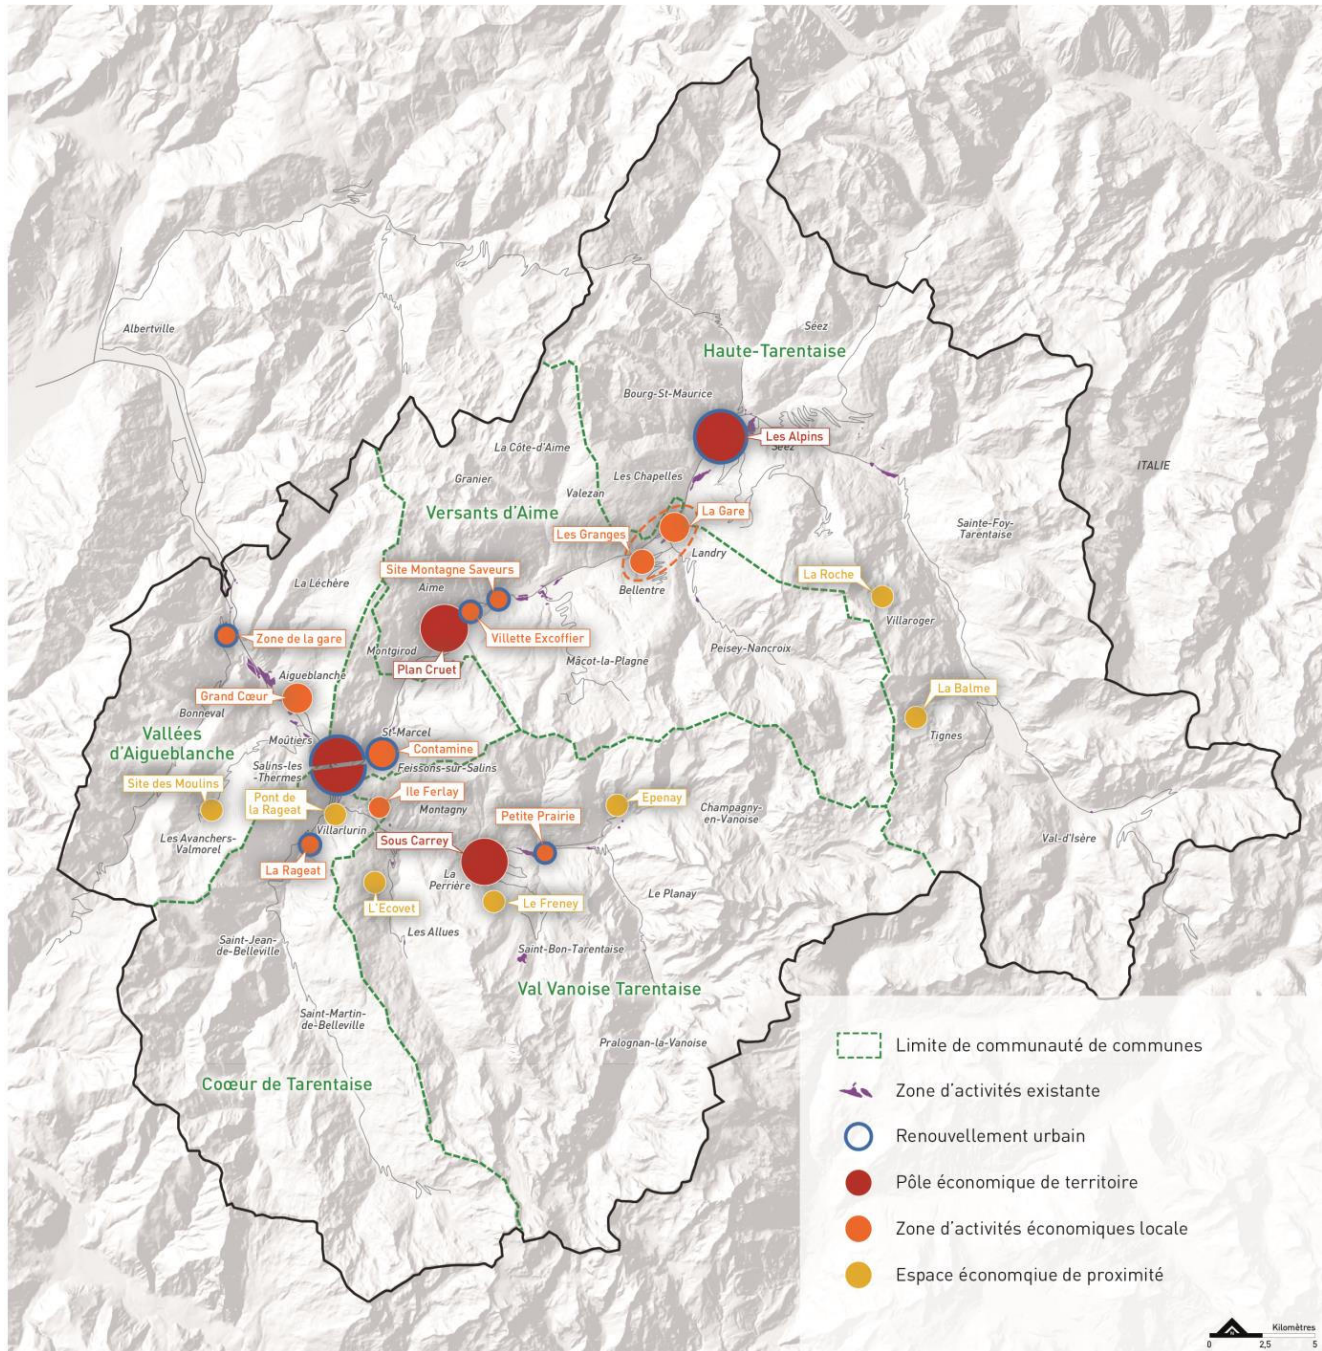 Albertville
Séez
Haute-Tarentaise
Bourg-St-Maurice
Les Alpins
Séez
La Côte-d'Aime
Granier
Les Chapelles
Valezan
ITALIE
Versants d'Aime
La Gare
Les Granges
Landry
Sainte-Foy-
Tarentaise
Site Montagne Saveurs
La Léchère
Aime
Bellentre
La Roche
Villaroger
Zone de la gare
Villette Excoffier
Montgirod
Plan Cruet
Mâcot-la-Plagne
Peisey-Nancroix
Aigueblanche
Grand Cœur
Bonneval
La Balme
Tignes
Vallées
d'Aigueblanche
Moûtiers
St-Marcel
Contamine
Salins-les
-Thermes
Feissons-sur-Salins
Site des Moulins
Pont de
la Rageat
Ile Ferlay
Montagny
Epenay
Champagny-
en-Vanoise
Petite Prairie
Villarlurin
Les Avanchers-
Valmorel
Sous Carrey
Val-d'Isère
La Rageat
La
Perrière
Le Planay
L'Ecovet
Le Freney
Les Allues
Saint-Jean-
de-Belleville
Saint-Bon-Tarentaise
Val Vanoise Tarentaise
Saint-Martin-
de-Belleville
Pralognan-la-Vanoise
Coœur de Tarentaise
Limite de communauté de communes
Zone d'activités existante
Renouvellement urbain
Pôle économique de territoire
Zone d'activités économiques locale
Espace économqiue de proximité
N
Kilomètres
0 2,5 5